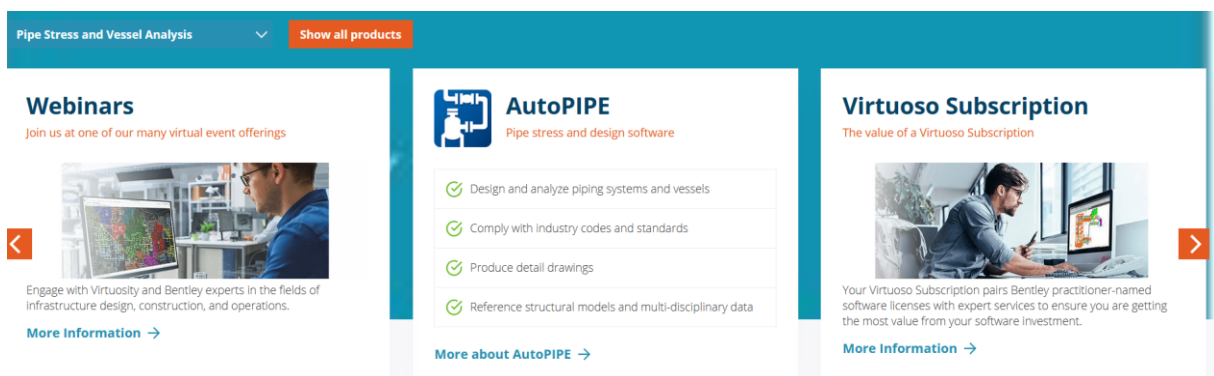 Pipe Stress and Vessel Analysis
Show all products
Webinars
Join us at one of our many virtual event offerings
Engage with Virtuosity and Bentley experts in the fields of
infrastructure design, construction, and operations.
More Information →
AutoPIPE
Pipe stress and design software
Design and analyze piping systems and vessels
Comply with industry codes and standards
Produce detail drawings
Reference structural models and multi-disciplinary data
More about AutoPIPE →
Virtuoso Subscription
The value of a Virtuoso Subscription
Your Virtuoso Subscription pairs Bentley practitioner-named
software licenses with expert services to ensure you are getting
the most value from your software investment.
More Information →